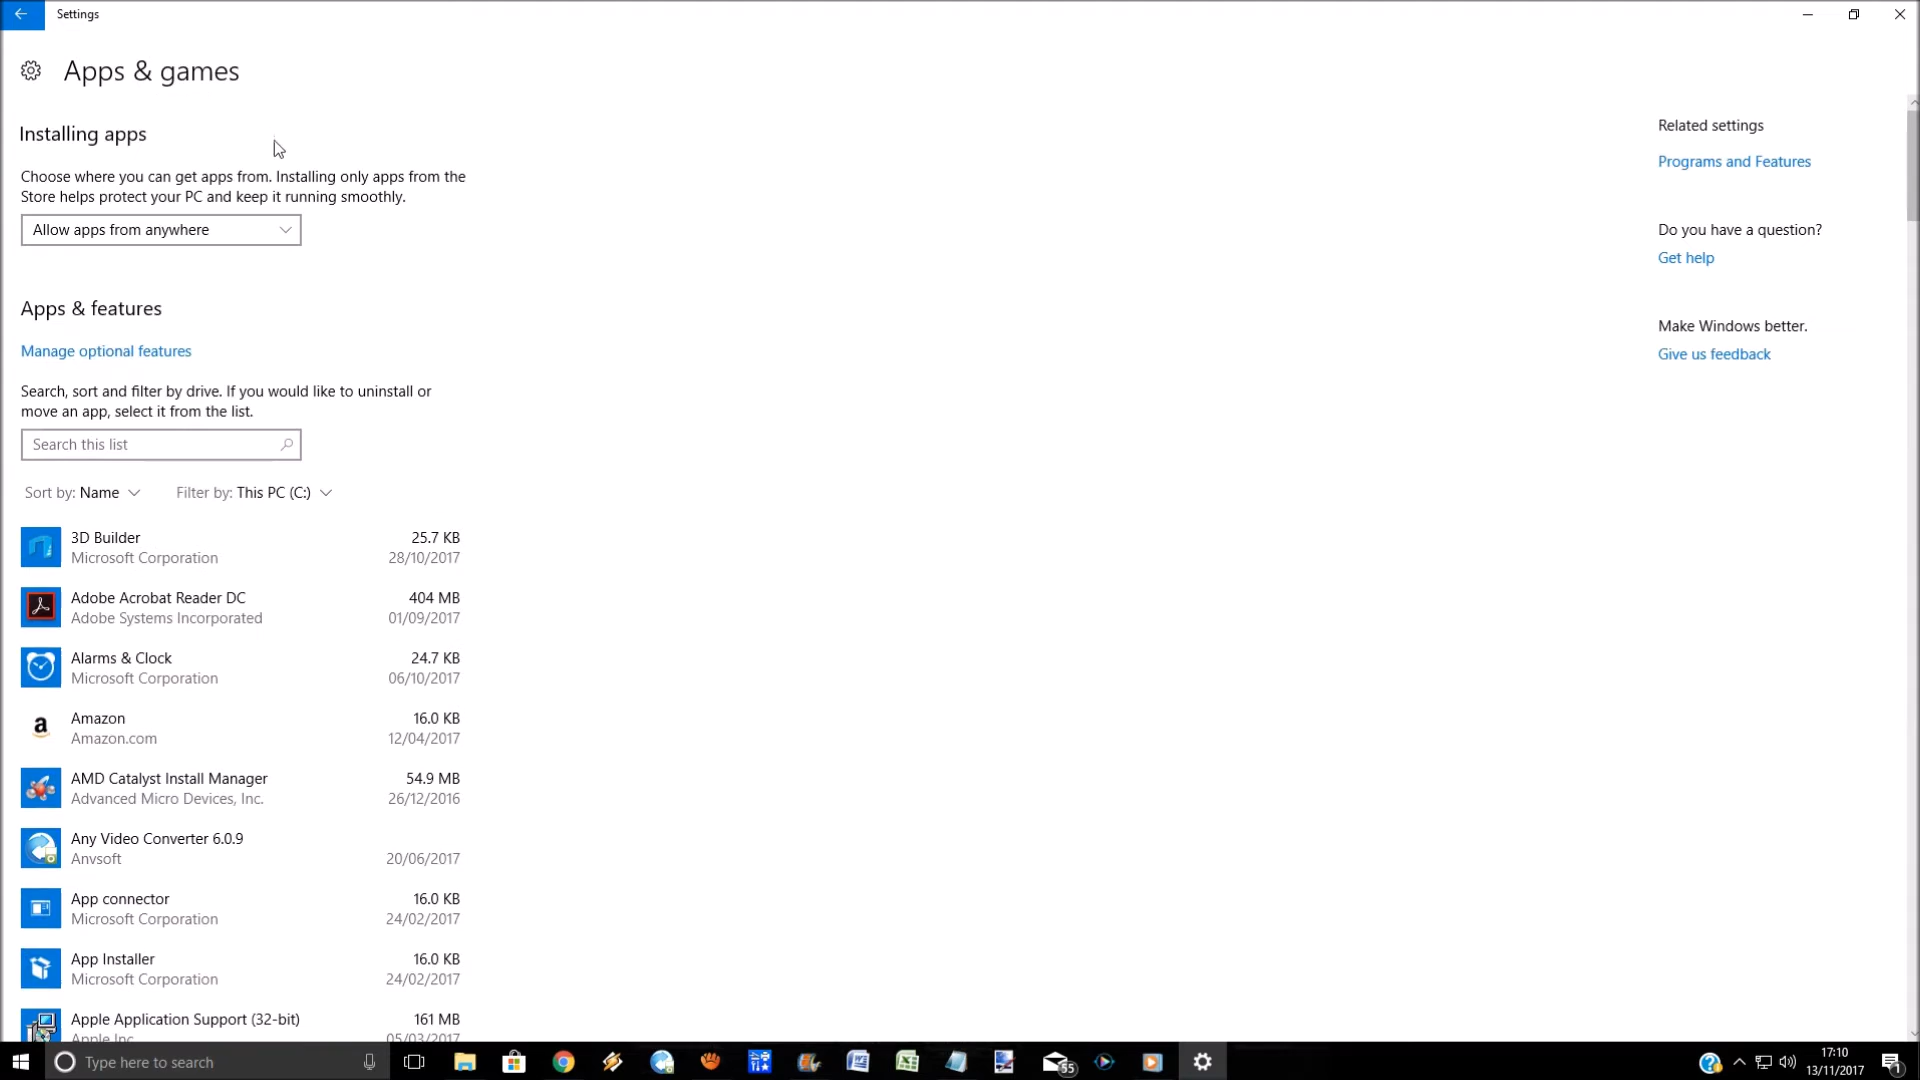 Settings
Apps & games
Installing apps
Choose where you can get apps from. Installing only apps from the
Store helps protect your PC and keep it running smoothly.
Allow apps from anywhere
Apps & features
Manage optional features
Search, sort and filter by drive. If you would like to uninstall or
move an app, select it from the list.
Search this list
Sort by: Name Filter by: This PC (C:)
3D Builder 25.7 KB
Microsoft Corporation 28/10/2017
Adobe Acrobat Reader DC 404 MB
Adobe Systems Incorporated 01/09/2017
Alarms & Clock 24.7 KB
Microsoft Corporation 06/10/2017
Amazon 16.0 KB
Amazon.com 12/04/2017
AMD Catalyst Install Manager 54.9 MB
Advanced Micro Devices, Inc. 26/12/2016
Any Video Converter 6.0.9
Anvsoft 20/06/2017
App connector 16.0 KB
Microsoft Corporation 24/02/2017
App Installer 16.0 KB
Microsoft Corporation 24/02/2017
Apple Application Support (32-bit) 161 MB
Apple Inc. 05/03/2017
Related settings
Programs and Features
Do you have a question?
Get help
Make Windows better.
Give us feedback
Type here to search
55
17:10
13/11/2017
1